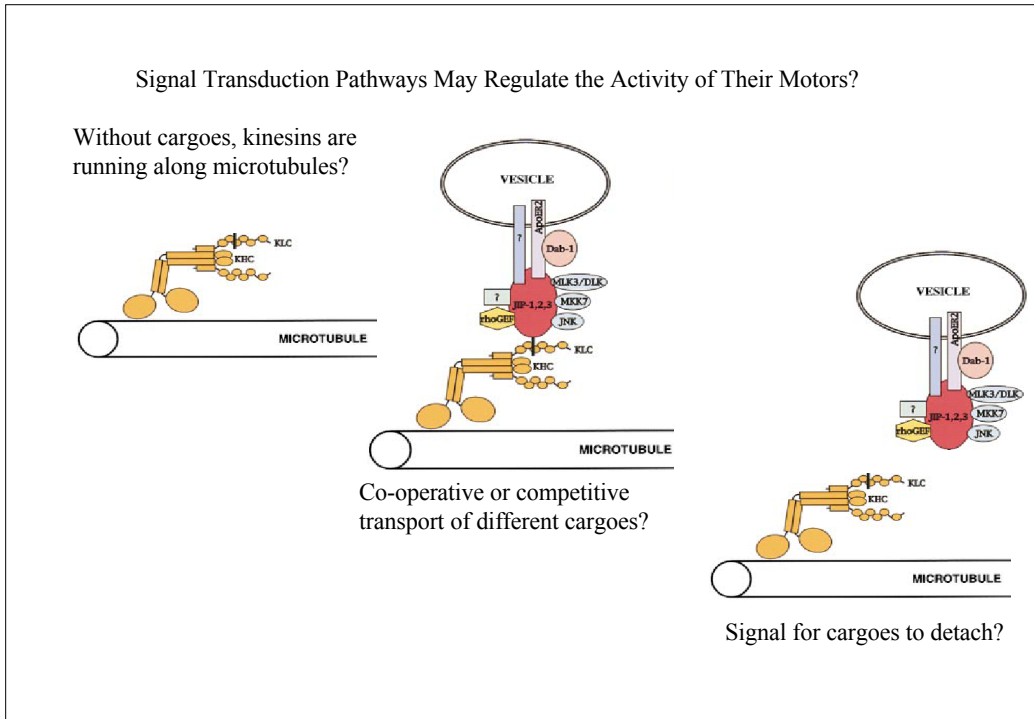 Signal Transduction Pathways May Regulate the Activity of Their Motors?
Without cargoes, kinesins are
running along microtubules?
KLC
KHC
MICROTUBULE
VESICLE
?
ApoER2
Dab-1
MLK3/DLK
?
JIP-1,2,3
MKK7
rhoGEF
JNK
KLC
KHC
MICROTUBULE
Co-operative or competitive
transport of different cargoes?
VESICLE
?
ApoER2
Dab-1
MLK3/DLK
?
JIP-1,2,3
MKK7
rhoGEF
JNK
KLC
KHC
MICROTUBULE
Signal for cargoes to detach?